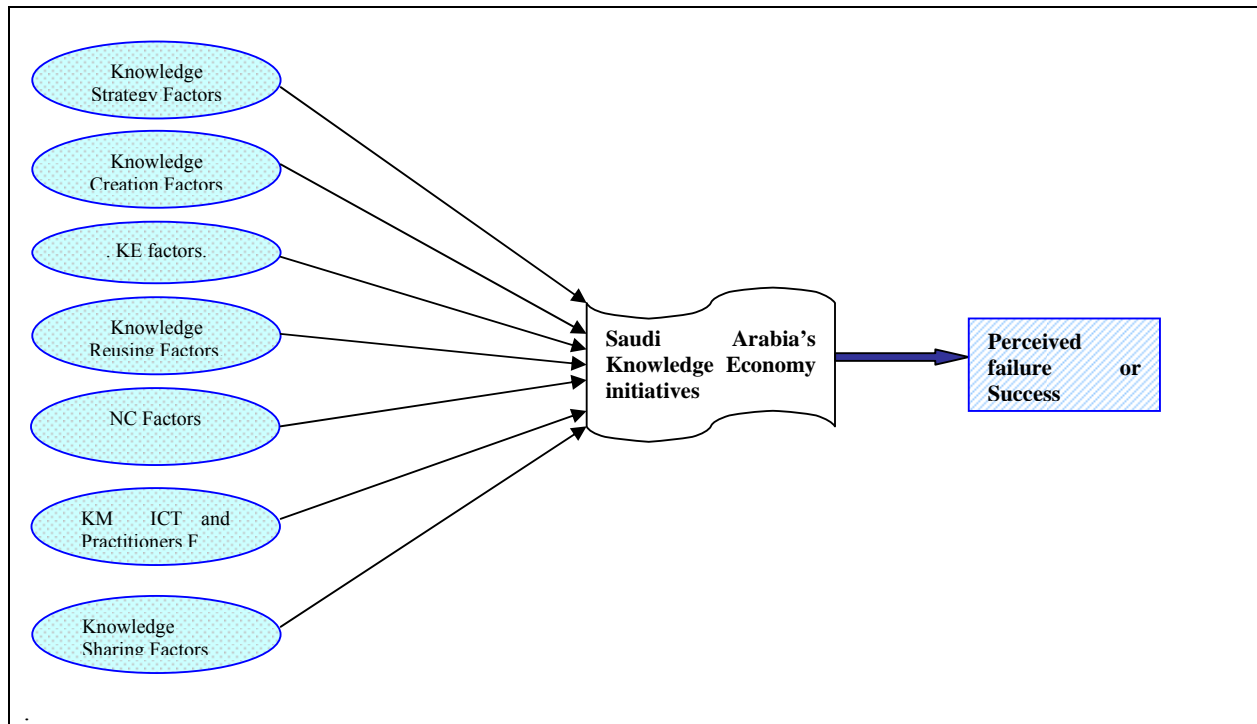 Knowledge
Strategy Factors
Knowledge
Creation Factors
. KE factors.
Knowledge
Reusing Factors
NC Factors
KM ICT and
Practitioners F
Knowledge
Sharing Factors
Saudi Arabia's
Knowledge Economy
initiatives
Perceived
failure or
Success
.